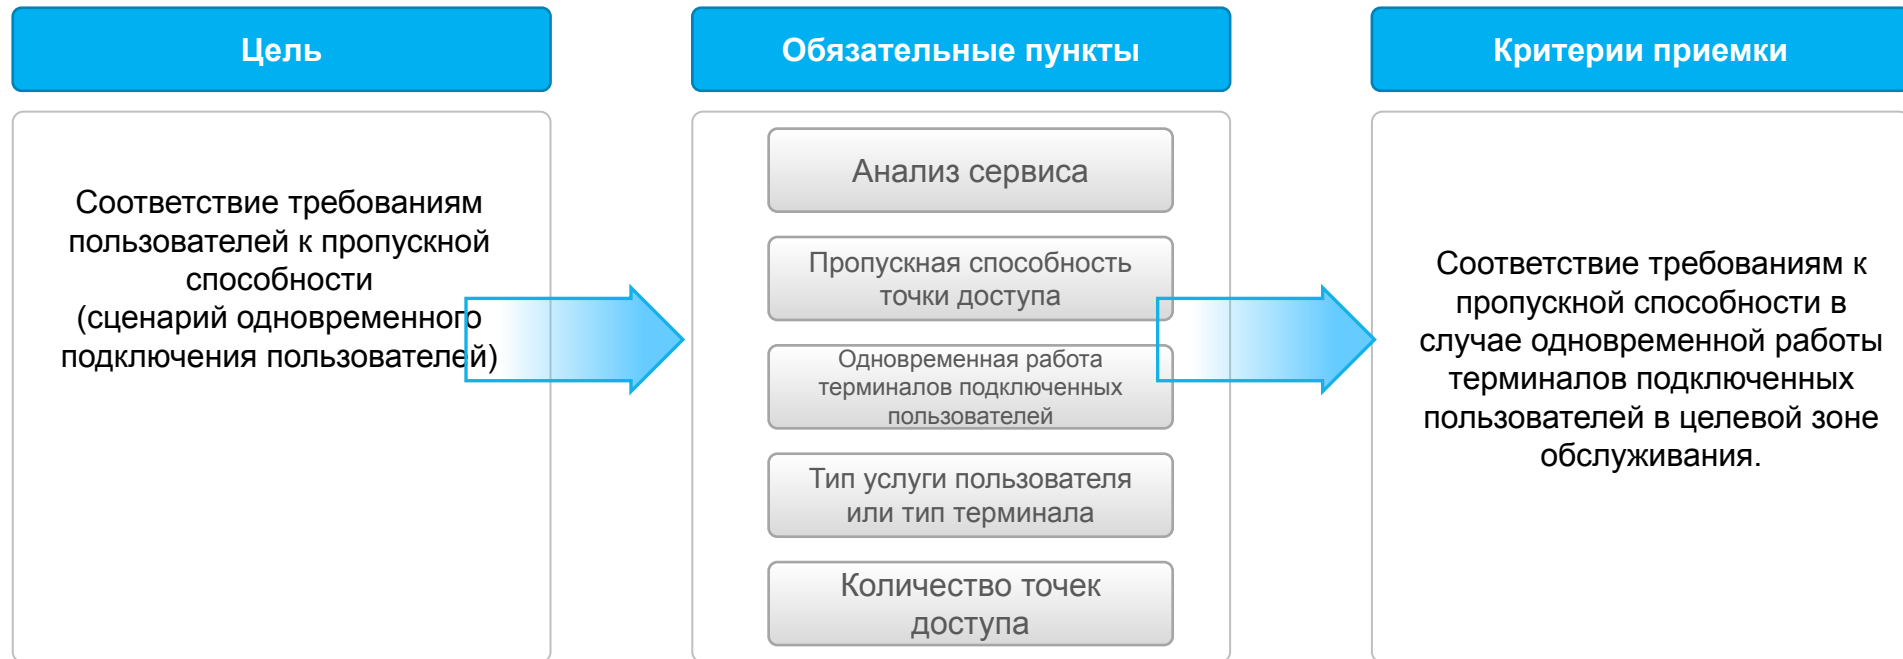 Цель
Соответствие требованиям
пользователей к пропускной
способности
(сценарий одновременного
подключения пользователей)
Обязательные пункты
Анализ сервиса
Пропускная способность
точки доступа
Одновременная работа
терминалов подключенных
пользователей
Тип услуги пользователя
или тип терминала
Количество точек
доступа
Критерии приемки
Соответствие требованиям к
пропускной способности в
случае одновременной работы
терминалов подключенных
пользователей в целевой зоне
обслуживания.